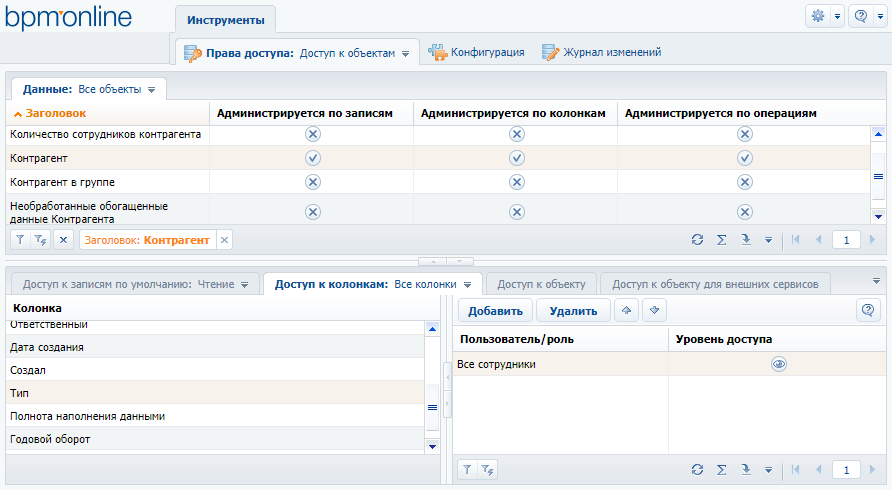 bpmonline
Инструменты
Права доступа: Доступ к объектам
Конфигурация
Журнал изменений
Данные: Все объекты
Заголовок
Администрируется по записям
Администрируется по колонкам
Администрируется по операциям
Количество сотрудников контрагента
Контрагент
Контрагент в группе
Необработанные обогащенные
данные Контрагента
Заголовок: Контрагент
1
Доступ к записям по умолчанию: Чтение
Доступ к колонкам: Все колонки
Доступ к объекту
Доступ к объекту для внешних сервисов
Колонка
Ответственный
Дата создания
Создал
Тип
Полнота наполнения данными
Годовой оборот
Добавить
Удалить
Пользователь/роль
Уровень доступа
Все сотрудники
1